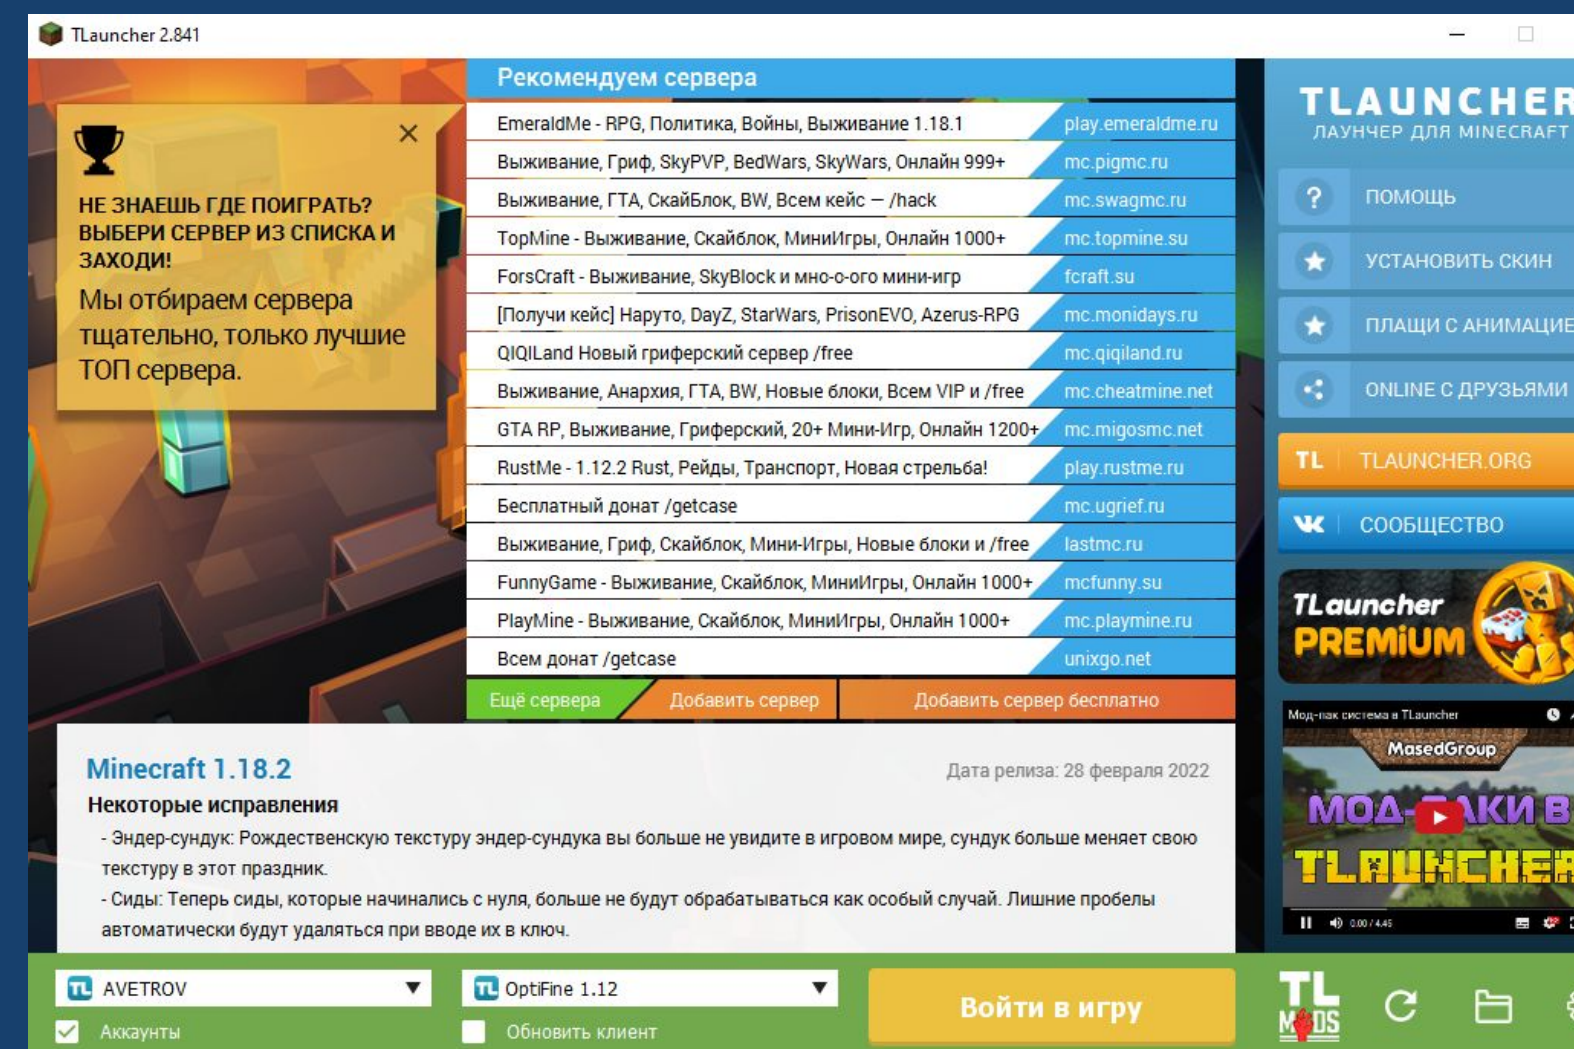 TLauncher 2.841
Рекомендуем сервера
НЕ ЗНАЕШЬ ГДЕ ПОИГРАТЬ?
ВЫБЕРИ СЕРВЕР ИЗ СПИСКА И
ЗАХОДИ!
Мы отбираем сервера
тщательно, только лучшие
ТОП сервера.
EmeraldMe - RPG, Политика, Войны, Выживание 1.18.1 play.emeraldme.ru
Выживание, Гриф, SkyPVP, BedWars, SkyWars, Онлайн 999+ mc.pigmc.ru
Выживание, ГТА, СкайБлок, BW, Всем кейс — /hack mc.swagmc.ru
TopMine - Выживание, Скайблок, МиниИгры, Онлайн 1000+ mc.topmine.su
ForsCraft - Выживание, SkyBlock и мно-о-ого мини-игр fcraft.su
[Получи кейс] Наруто, DayZ, StarWars, PrisonEVO, Azerus-RPG mc.monidays.ru
QIQILand Новый гриферский сервер /free mc.qiqiland.ru
Выживание, Анархия, ГТА, BW, Новые блоки, Всем VIP и /free mc.cheatmine.net
GTA RP, Выживание, Гриферский, 20+ Мини-Игр, Онлайн 1200+ mc.migosmc.net
RustMe - 1.12.2 Rust, Рейды, Транспорт, Новая стрельба! play.rustme.ru
Бесплатный донат /getcase mc.ugrief.ru
Выживание, Гриф, Скайблок, Мини-Игры, Новые блоки и /free lastmc.ru
FunnyGame - Выживание, Скайблок, МиниИгры, Онлайн 1000+ mcfunny.su
PlayMine - Выживание, Скайблок, МиниИгры, Онлайн 1000+ mc.playmine.ru
Всем донат /getcase unixgo.net
Ещё сервера Добавить сервер Добавить сервер бесплатно
Minecraft 1.18.2 Дата релиза: 28 февраля 2022
Некоторые исправления
- Эндер-сундук: Рождественскую текстуру эндер-сундука вы больше не увидите в игровом мире, сундук больше меняет свою
текстуру в этот праздник.
- Сиды: Теперь сиды, которые начинались с нуля, больше не будут обрабатываться как особый случай. Лишние пробелы
автоматически будут удаляться при вводе их в ключ.
TLAUNCHER
ЛАУНЧЕР ДЛЯ MINECRAFT
? ПОМОЩЬ
УСТАНОВИТЬ СКИН
ПЛАЩИ С АНИМАЦИЕ
ONLINE С ДРУЗЬЯМИ
TL TLAUNCHER.ORG
VK СООБЩЕСТВО
TLauncher
PREMiUM
Мод-пак система в TLauncher
MasedGroup
МОД-ПАКИ В
TLAUNCHER
0:00 / 4:45
TL AVETROV
TL OptiFine 1.12
Войти в игру
Аккаунты
Обновить клиент
TL
MODS